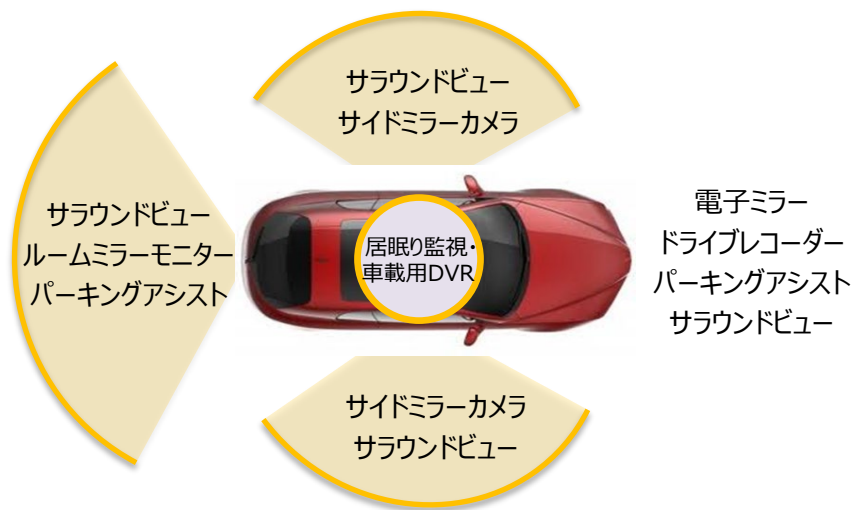 サラウンドビュー
サイドミラーカメラ
サラウンドビュー
ルームミラーモニター
パーキングアシスト
居眠り監視・
車載用DVR
電子ミラー
ドライブレコーダー
パーキングアシスト
サラウンドビュー
サイドミラーカメラ
サラウンドビュー